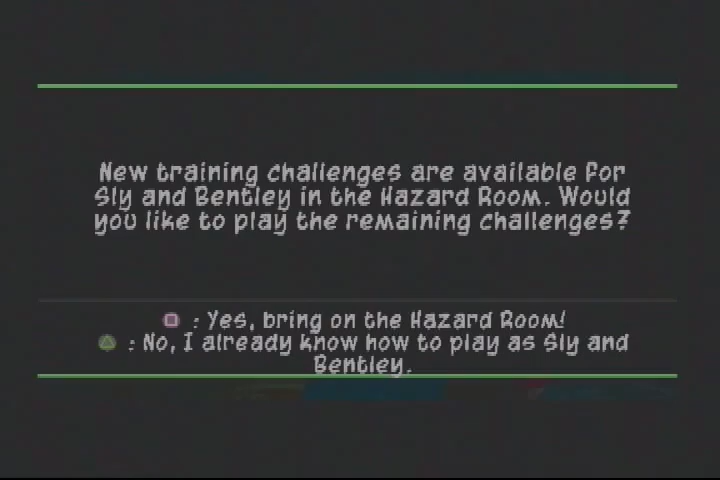 New training challenges are available for
Sly and Bentley in the Hazard Room. Would
you like to play the remaining challenges?
: Yes, bring on the Hazard Room!
: No, I already know how to play as Sly and
Bentley.